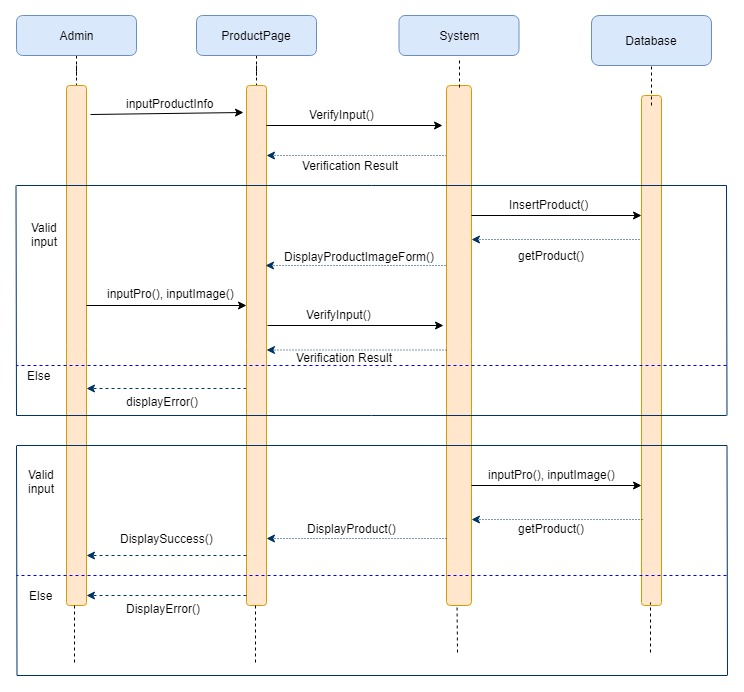 Admin
ProductPage
System
Database
inputProductInfo
VerifyInput()
Verification Result
Valid
input
InsertProduct()
getProduct()
DisplayProductImageForm()
inputPro(), inputImage()
VerifyInput()
Verification Result
Else
displayError()
Valid
input
inputPro(), inputImage()
getProduct()
DisplayProduct()
DisplaySuccess()
Else
DisplayError()